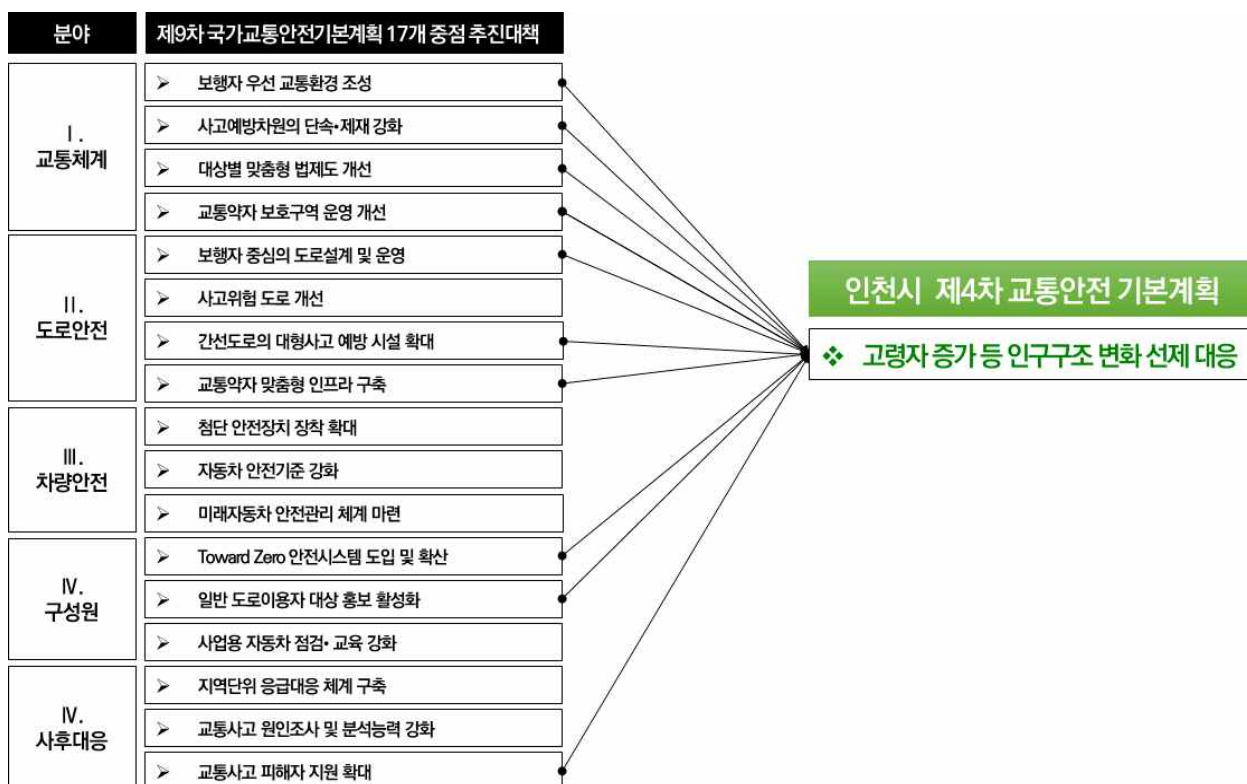 분야
제9차 국가교통안전기본계획 17개 중점 추진대책
Ⅰ.
교통체계
➢ 보행자 우선 교통환경 조성
➢ 사고예방차원의 단속•제재 강화
➢ 대상별 맞춤형 법제도 개선
➢ 교통약자 보호구역 운영 개선
Ⅱ.
도로안전
➢ 보행자 중심의 도로설계 및 운영
➢ 사고위험 도로 개선
➢ 간선도로의 대형사고 예방 시설 확대
➢ 교통약자 맞춤형 인프라 구축
Ⅲ.
차량안전
➢ 첨단 안전장치 장착 확대
➢ 자동차 안전기준 강화
➢ 미래자동차 안전관리 체계 마련
Ⅳ.
구성원
➢ Toward Zero 안전시스템 도입 및 확산
➢ 일반 도로이용자 대상 홍보 활성화
➢ 사업용 자동차 점검• 교육 강화
Ⅳ.
사후대응
➢ 지역단위 응급대응 체계 구축
➢ 교통사고 원인조사 및 분석능력 강화
➢ 교통사고 피해자 지원 확대
인천시 제4차 교통안전 기본계획
❖ 고령자 증가 등 인구구조 변화 선제 대응